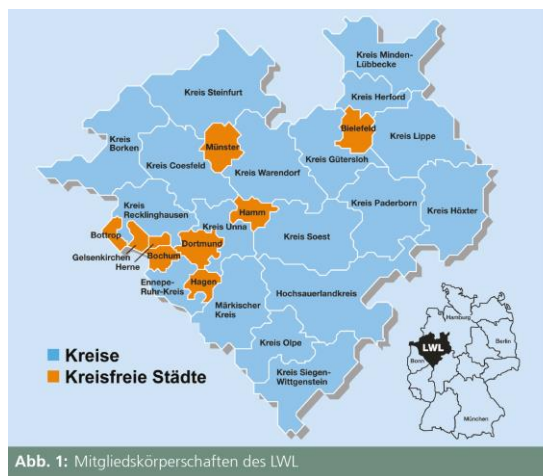 Kreis Minden-
Lübbecke
Kreis Steinfurt
Kreis Herford
Bielefeld
Kreis Lippe
Münster
Kreis
Borken
Kreis Coesfeld
Kreis Warendorf
Kreis Gütersloh
Kreis
Recklinghausen
Hamm
Kreis Paderborn
Kreis Höxter
Bottrop
Kreis Unna
Kreis Soest
Dortmund
Gelsenkirchen
Herne
Bochum
Ennepe-
Ruhr-Kreis
Hagen
Märkischer
Kreis
Hochsauerlandkreis
Kreis Olpe
Kreis Siegen-
Wittgenstein
Kreise
Kreisfreie Städte
Hamburg
Berlin
LWL
Bonn
München
Abb. 1: Mitgliedskörperschaften des LWL